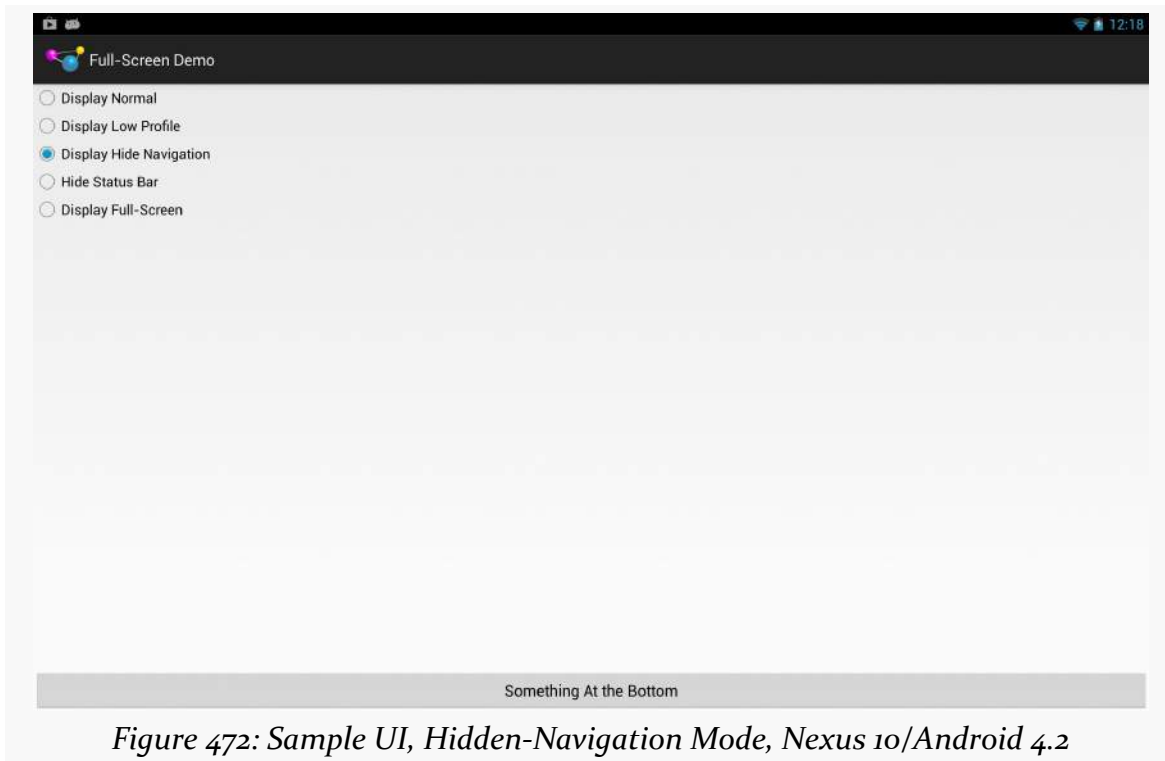 12:18
Full-Screen Demo
Display Normal
Display Low Profile
Display Hide Navigation
Hide Status Bar
Display Full-Screen
Something At the Bottom
Figure 472: Sample UI, Hidden-Navigation Mode, Nexus 10/Android 4.2